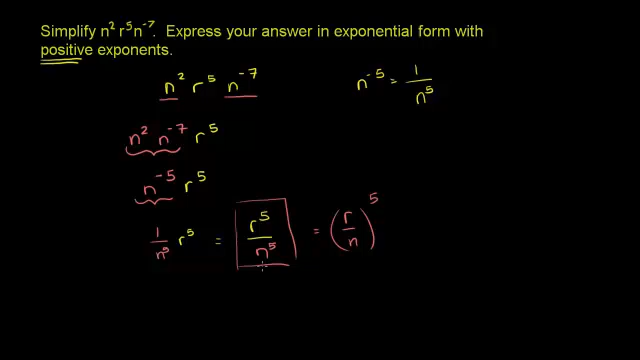 Simplify n² r⁵ n⁻⁷. Express your answer in exponential form with
positive exponents.
n² r⁵ n⁻⁷
n⁻⁵ = 1/n⁵
n² n⁻⁷ r⁵
n⁻⁵ r⁵
1/n⁵ r⁵ = r⁵/n⁵ = (r/n)⁵